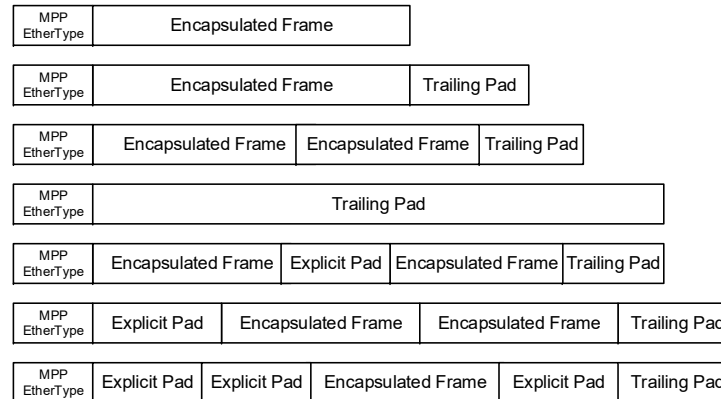 MPP
EtherType Encapsulated Frame
MPP
EtherType Encapsulated Frame Trailing Pad
MPP
EtherType Encapsulated Frame Encapsulated Frame Trailing Pad
MPP
EtherType Trailing Pad
MPP
EtherType Encapsulated Frame Explicit Pad Encapsulated Frame Trailing Pad
MPP
EtherType Explicit Pad Encapsulated Frame Encapsulated Frame Trailing Pad
MPP
EtherType Explicit Pad Explicit Pad Encapsulated Frame Explicit Pad Trailing Pad